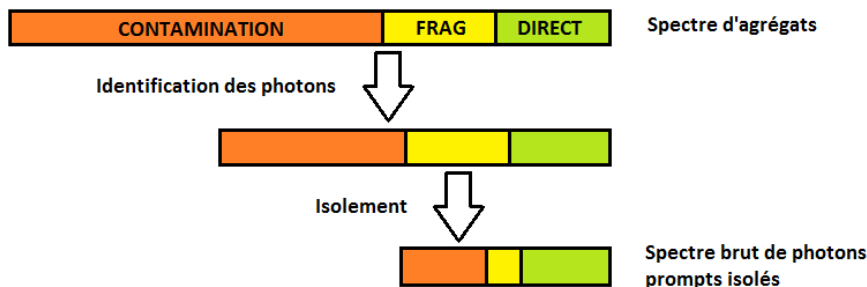 CONTAMINATION FRAG DIRECT Spectre d'agrégats
Identification des photons
Isolement
Spectre brut de photons
prompts isolés